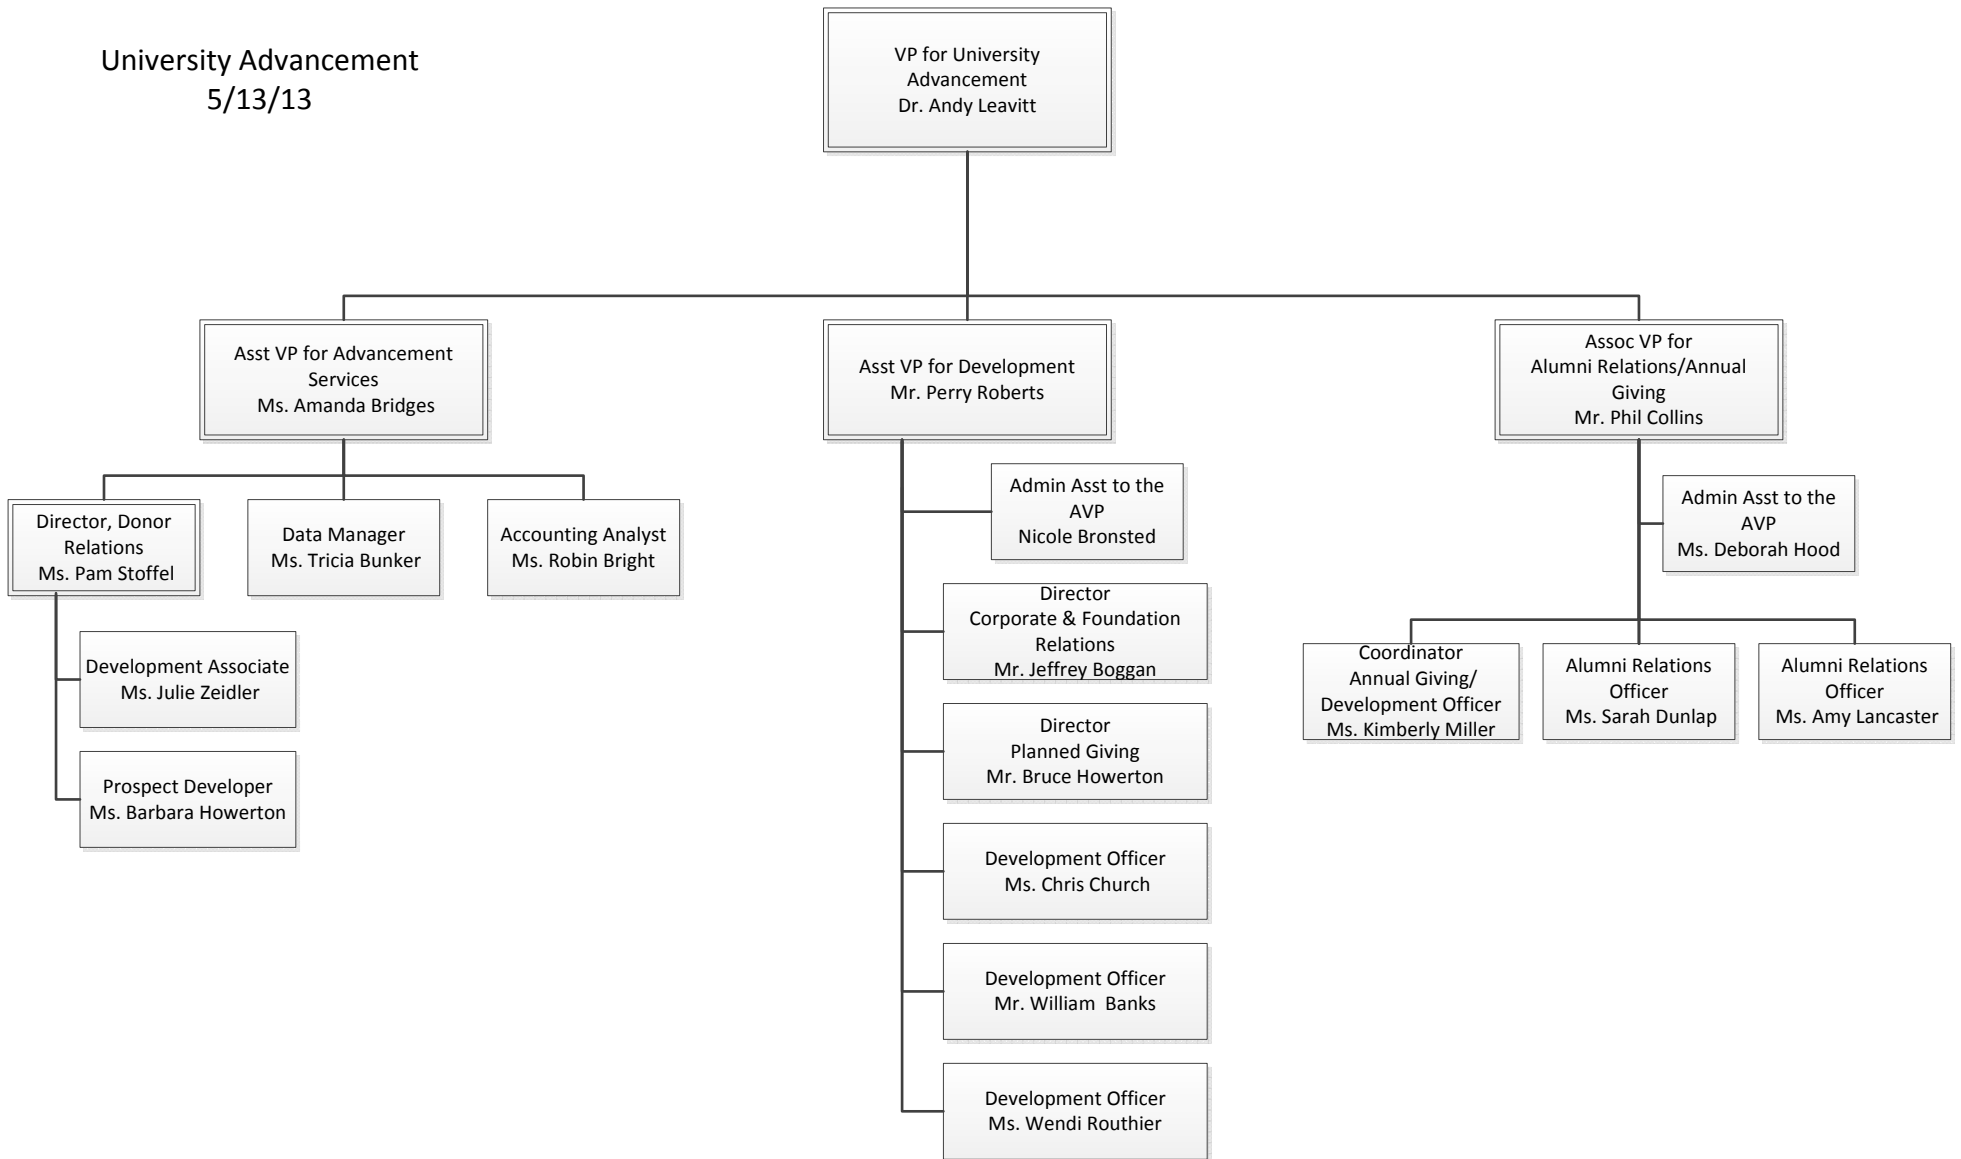 University Advancement
5/13/13
VP for University
Advancement
Dr. Andy Leavitt
Asst VP for Advancement
Services
Ms. Amanda Bridges
Asst VP for Development
Mr. Perry Roberts
Assoc VP for
Alumni Relations/Annual
Giving
Mr. Phil Collins
Director, Donor
Relations
Ms. Pam Stoffel
Data Manager
Ms. Tricia Bunker
Accounting Analyst
Ms. Robin Bright
Development Associate
Ms. Julie Zeidler
Prospect Developer
Ms. Barbara Howerton
Admin Asst to the
AVP
Nicole Bronsted
Director
Corporate & Foundation
Relations
Mr. Jeffrey Boggan
Director
Planned Giving
Mr. Bruce Howerton
Development Officer
Ms. Chris Church
Development Officer
Mr. William  Banks
Development Officer
Ms. Wendi Routhier
Admin Asst to the
AVP
Ms. Deborah Hood
Coordinator
Annual Giving/
Development Officer
Ms. Kimberly Miller
Alumni Relations
Officer
Ms. Sarah Dunlap
Alumni Relations
Officer
Ms. Amy Lancaster